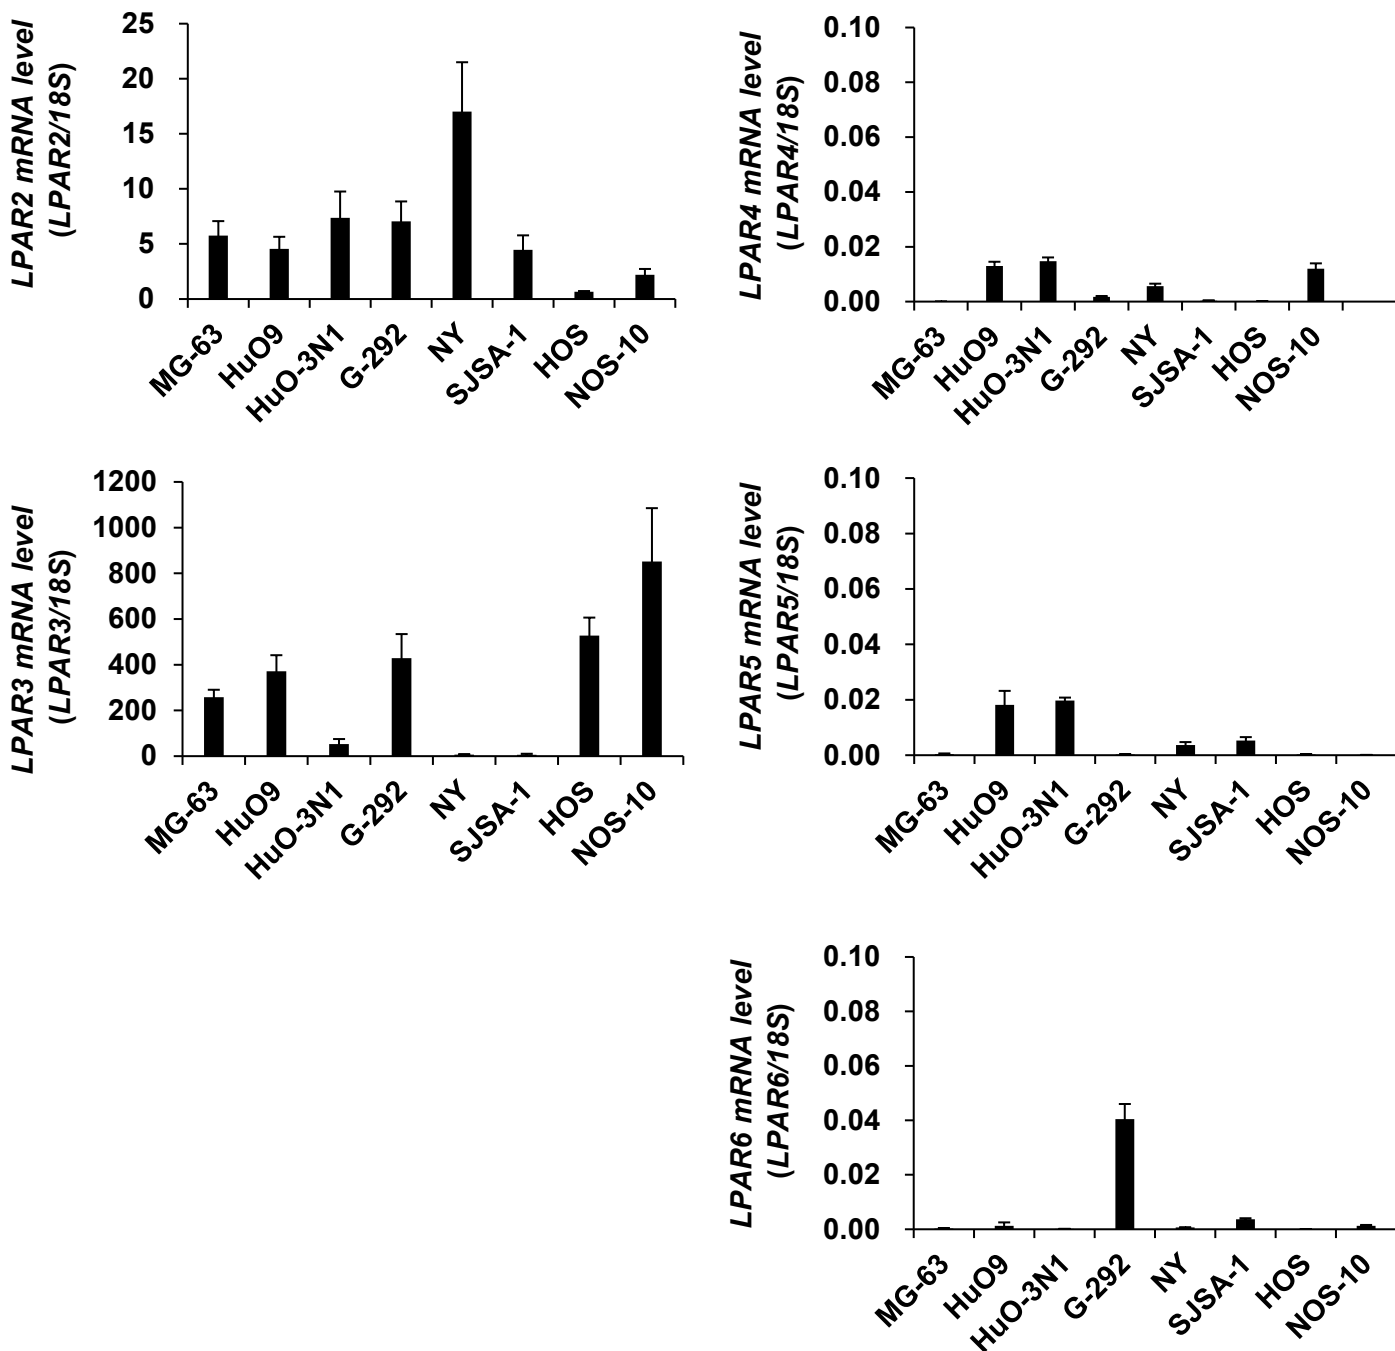 LPAR2 mRNA level
(LPAR2/18S)
25
20
15
10
5
0
MG-63
HuO9
HuO-3N1
G-292
NY
SJSA-1
HOS
NOS-10
LPAR4 mRNA level
(LPAR4/18S)
0.10
0.08
0.06
0.04
0.02
0.00
MG-63
HuO9
HuO-3N1
G-292
NY
SJSA-1
HOS
NOS-10
LPAR3 mRNA level
(LPAR3/18S)
1200
1000
800
600
400
200
0
MG-63
HuO9
HuO-3N1
G-292
NY
SJSA-1
HOS
NOS-10
LPAR5 mRNA level
(LPAR5/18S)
0.10
0.08
0.06
0.04
0.02
0.00
MG-63
HuO9
HuO-3N1
G-292
NY
SJSA-1
HOS
NOS-10
LPAR6 mRNA level
(LPAR6/18S)
0.10
0.08
0.06
0.04
0.02
0.00
MG-63
HuO9
HuO-3N1
G-292
NY
SJSA-1
HOS
NOS-10